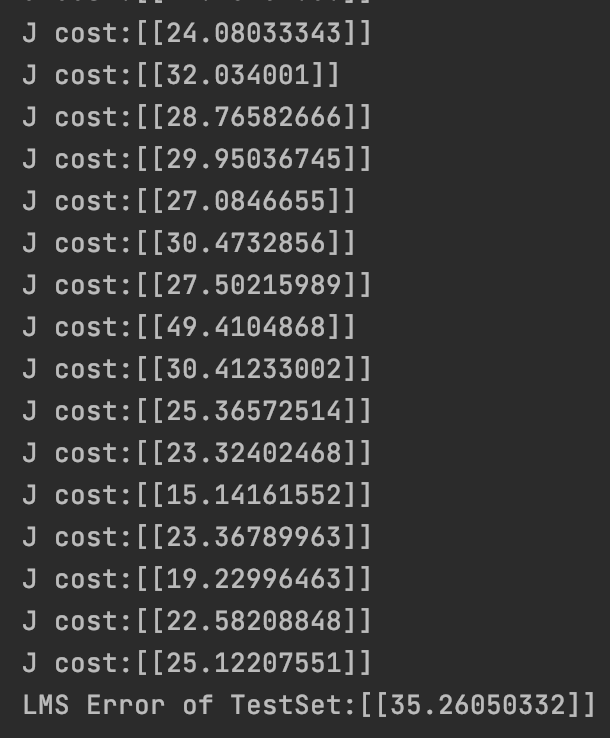 J cost:[[24.08033343]]
J cost:[[32.034001]]
J cost:[[28.76582666]]
J cost:[[29.95036745]]
J cost:[[27.0846655]]
J cost:[[30.4732856]]
J cost:[[27.50215989]]
J cost:[[49.4104868]]
J cost:[[30.41233002]]
J cost:[[25.36572514]]
J cost:[[23.32402468]]
J cost:[[15.14161552]]
J cost:[[23.36789963]]
J cost:[[19.22996463]]
J cost:[[22.58208848]]
J cost:[[25.12207551]]
LMS Error of TestSet:[[35.26050332]]